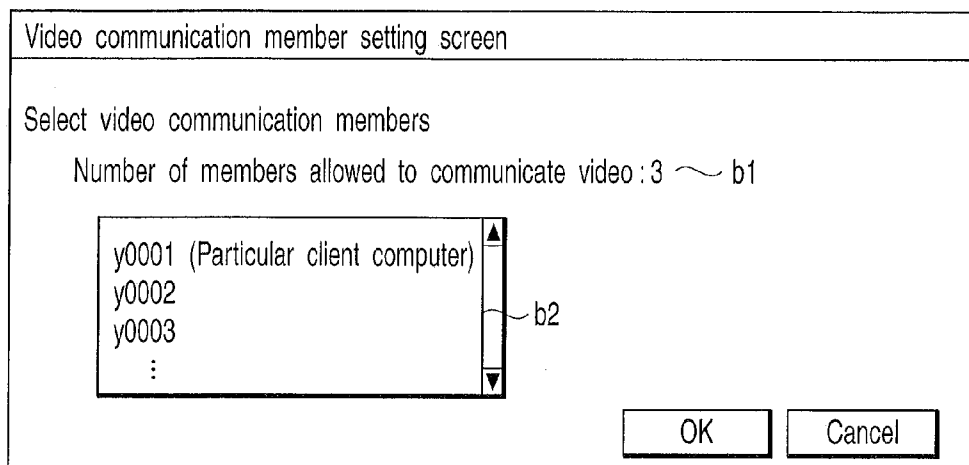 Video communication member setting screen
Select video communication members
Number of members allowed to communicate video : 3 b1
y0001 (Particular client computer)
y0002
y0003
⋮
b2
OK Cancel